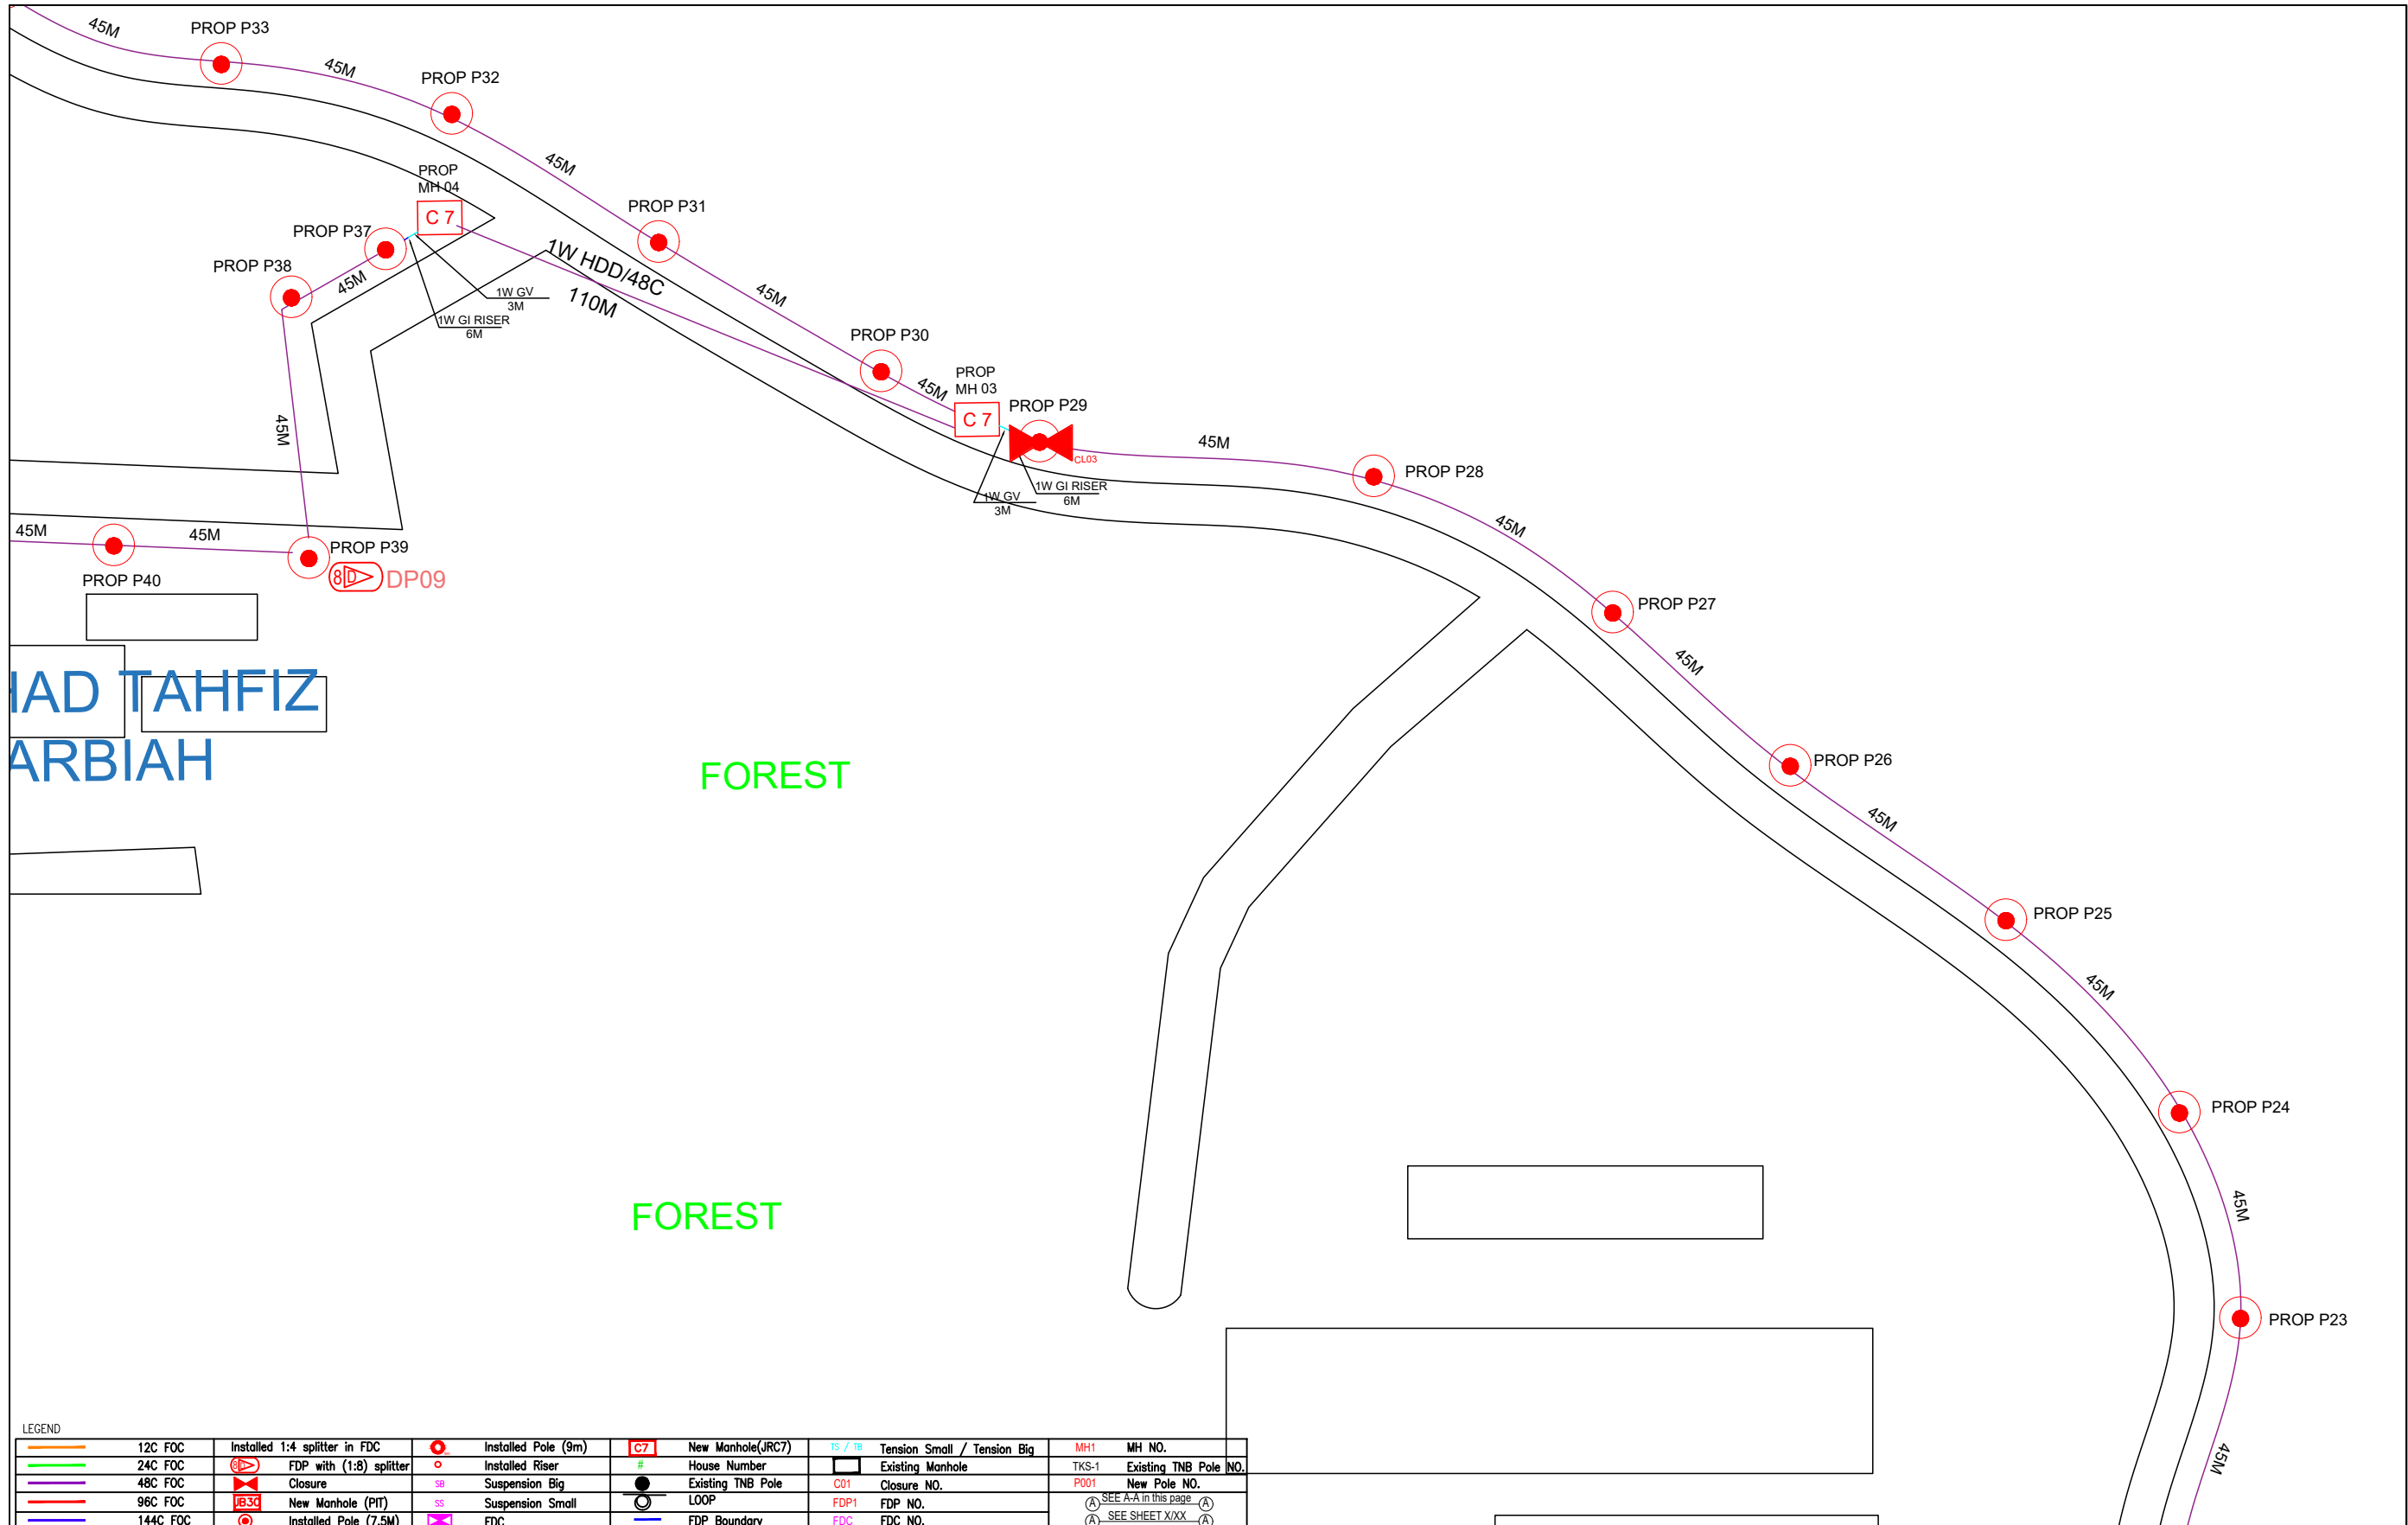 45M
PROP P33
45M
PROP P32
45M
PROP
MH 04
C 7
PROP P31
PROP P37
PROP P38
45M
1W HDD/48C
110M
1W GV
3M
1W GI RISER
6M
45M
PROP P30
45M
PROP
MH 03
C 7
PROP P29
CL03
45M
PROP P28
1W GI RISER
6M
1W GV
3M
45M
45M
PROP P27
45M
45M
45M
PROP P39
PROP P40
8 D
DP09
45M
PROP P26
HAD TAHFIZ
ARBIAH
FOREST
45M
PROP P25
45M
PROP P24
45M
FOREST
PROP P23
45M
LEGEND
12C FOC Installed 1:4 splitter in FDC Installed Pole (9m) C7 New Manhole(JRC7) TS / TB Tension Small / Tension Big MH1 MH NO.
24C FOC 8D FDP with (1:8) splitter Installed Riser # House Number Existing Manhole TKS-1 Existing TNB Pole NO.
48C FOC Closure SB Suspension Big Existing TNB Pole C01 Closure NO. P001 New Pole NO.
96C FOC JB30 New Manhole (PIT) SS Suspension Small LOOP FDP1 FDP NO. A SEE A-A in this page A
144C FOC Installed Pole (7.5M) FDC FDP Boundary FDC FDC NO. A SEE SHEET X/XX A